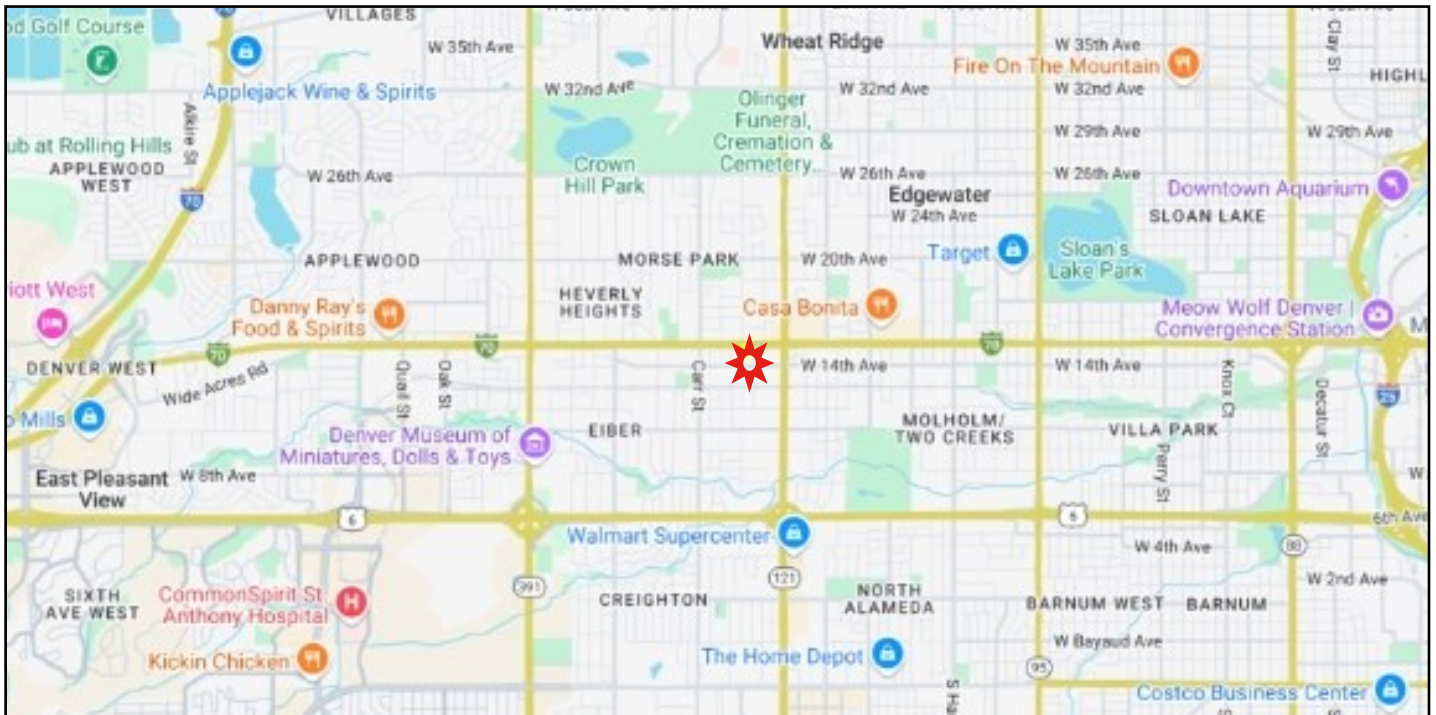 VILLAGES
od Golf Course
W 35th Ave
Wheat Ridge
W 35th Ave
Clay St
Fire On The Mountain
Applejack Wine & Spirits
W 32nd Ave
W 32nd Ave
W 32nd Ave
HIGHL
Alkire St
Olinger
Funeral,
Cremation &
Cemetery...
W 29th Ave
W 29th Ave
ub at Rolling Hills
APPLEWOOD
WEST
W 26th Ave
Crown
Hill Park
W 26th Ave
W 26th Ave
Edgewater
Downtown Aquarium
70
W 24th Ave
SLOAN LAKE
APPLEWOOD
MORSE PARK
W 20th Ave
Target
Sloan's
Lake Park
iott West
HEVERLY
HEIGHTS
Danny Ray's
Food & Spirits
Casa Bonita
Meow Wolf Denver |
Convergence Station
M
70
70
70
DENVER WEST
Wide Acres Rd
Quail St
Oak St
Carr St
W 14th Ave
W 14th Ave
Knox Ct
Decatur St
25
o Mills
Denver Museum of
Miniatures, Dolls & Toys
EIBER
MOLHOLM/
TWO CREEKS
VILLA PARK
Perry St
East Pleasant
View
W 8th Ave
W
6
6
6th Ave
Walmart Supercenter
W 4th Ave
88
391
121
W 2nd Ave
SIXTH
AVE WEST
CommonSpirit St.
Anthony Hospital
H
CREIGHTON
NORTH
ALAMEDA
BARNUM WEST
BARNUM
W Bayaud Ave
Kickin Chicken
The Home Depot
95
S Ha
Costco Business Center